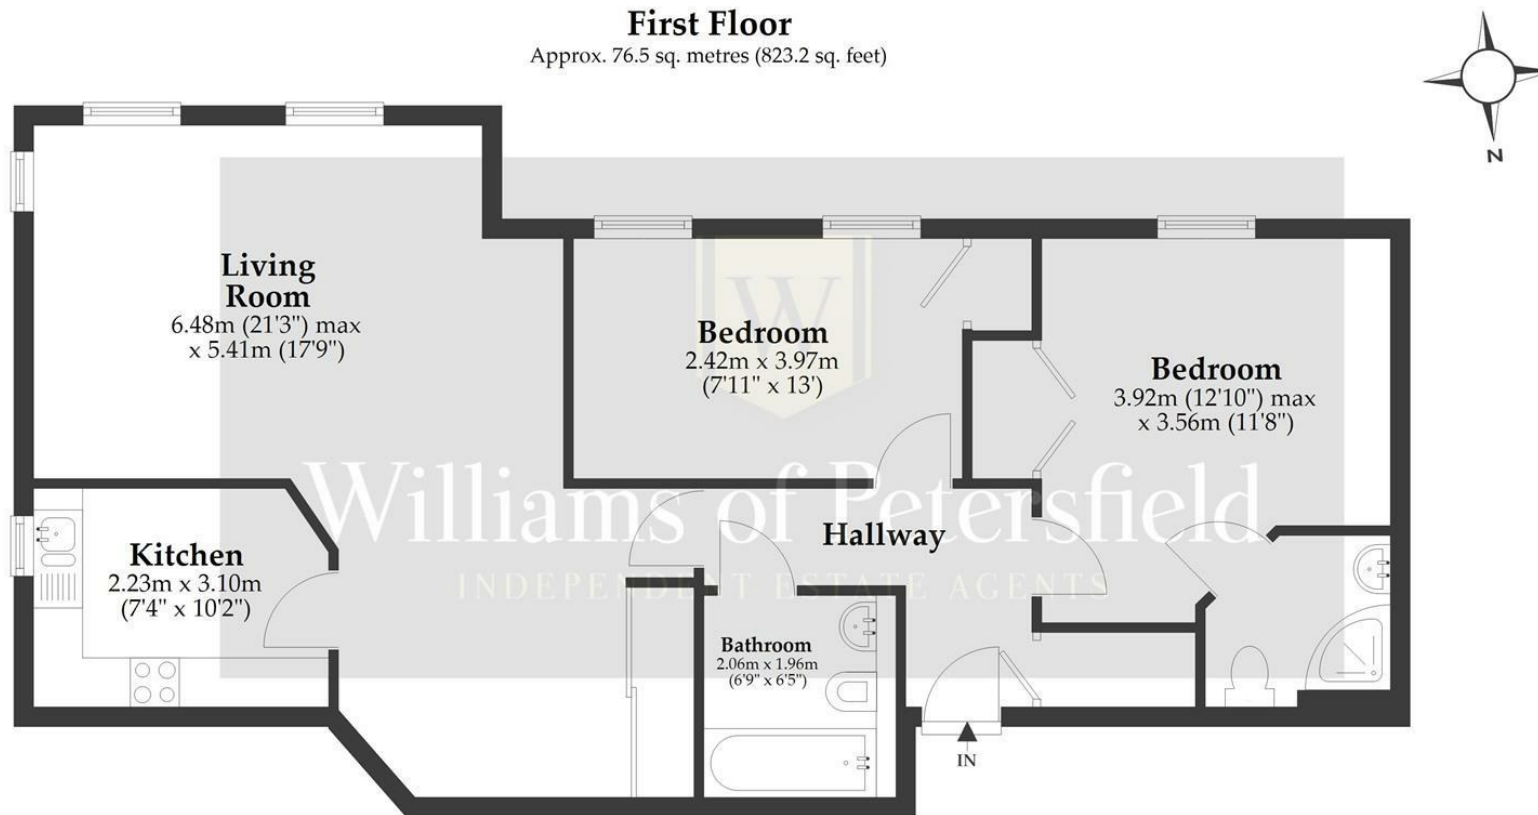 First Floor
Approx. 76.5 sq. metres (823.2 sq. feet)
N
Living
Room
6.48m (21'3") max
x 5.41m (17'9")
W
Bedroom
2.42m x 3.97m
(7'11" x 13')
Bedroom
3.92m (12'10") max
x 3.56m (11'8")
Williams of Petersfield
INDEPENDENT ESTATE AGENTS
Hallway
Kitchen
2.23m x 3.10m
(7'4" x 10'2")
Bathroom
2.06m x 1.96m
(6'9" x 6'5")
IN